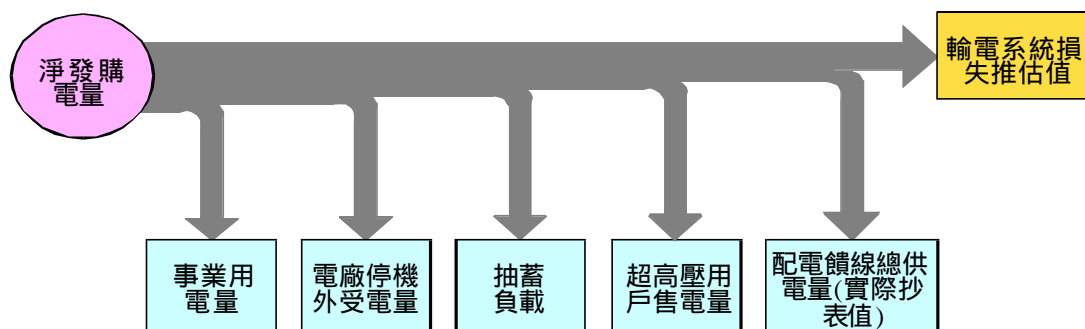 淨發購
電量
輸電系統損
失推估值
事業用
電量
電廠停機
外受電量
抽蓄
負載
超高壓用
戶售電量
配電饋線總供
電量(實際抄
表值)